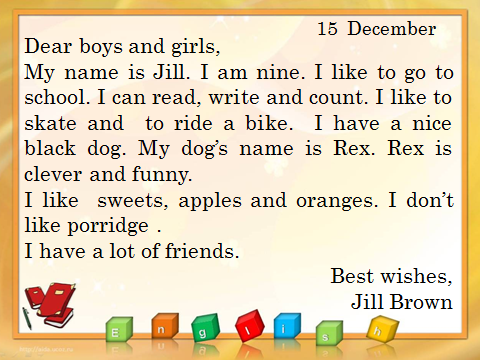 15 December
Dear boys and girls,
My name is Jill. I am nine. I like to go to
school. I can read, write and count. I like to
skate and to ride a bike. I have a nice
black dog. My dog’s name is Rex. Rex is
clever and funny.
I like sweets, apples and oranges. I don’t
like porridge .
I have a lot of friends.
Best wishes,
Jill Brown
E n g l i s h